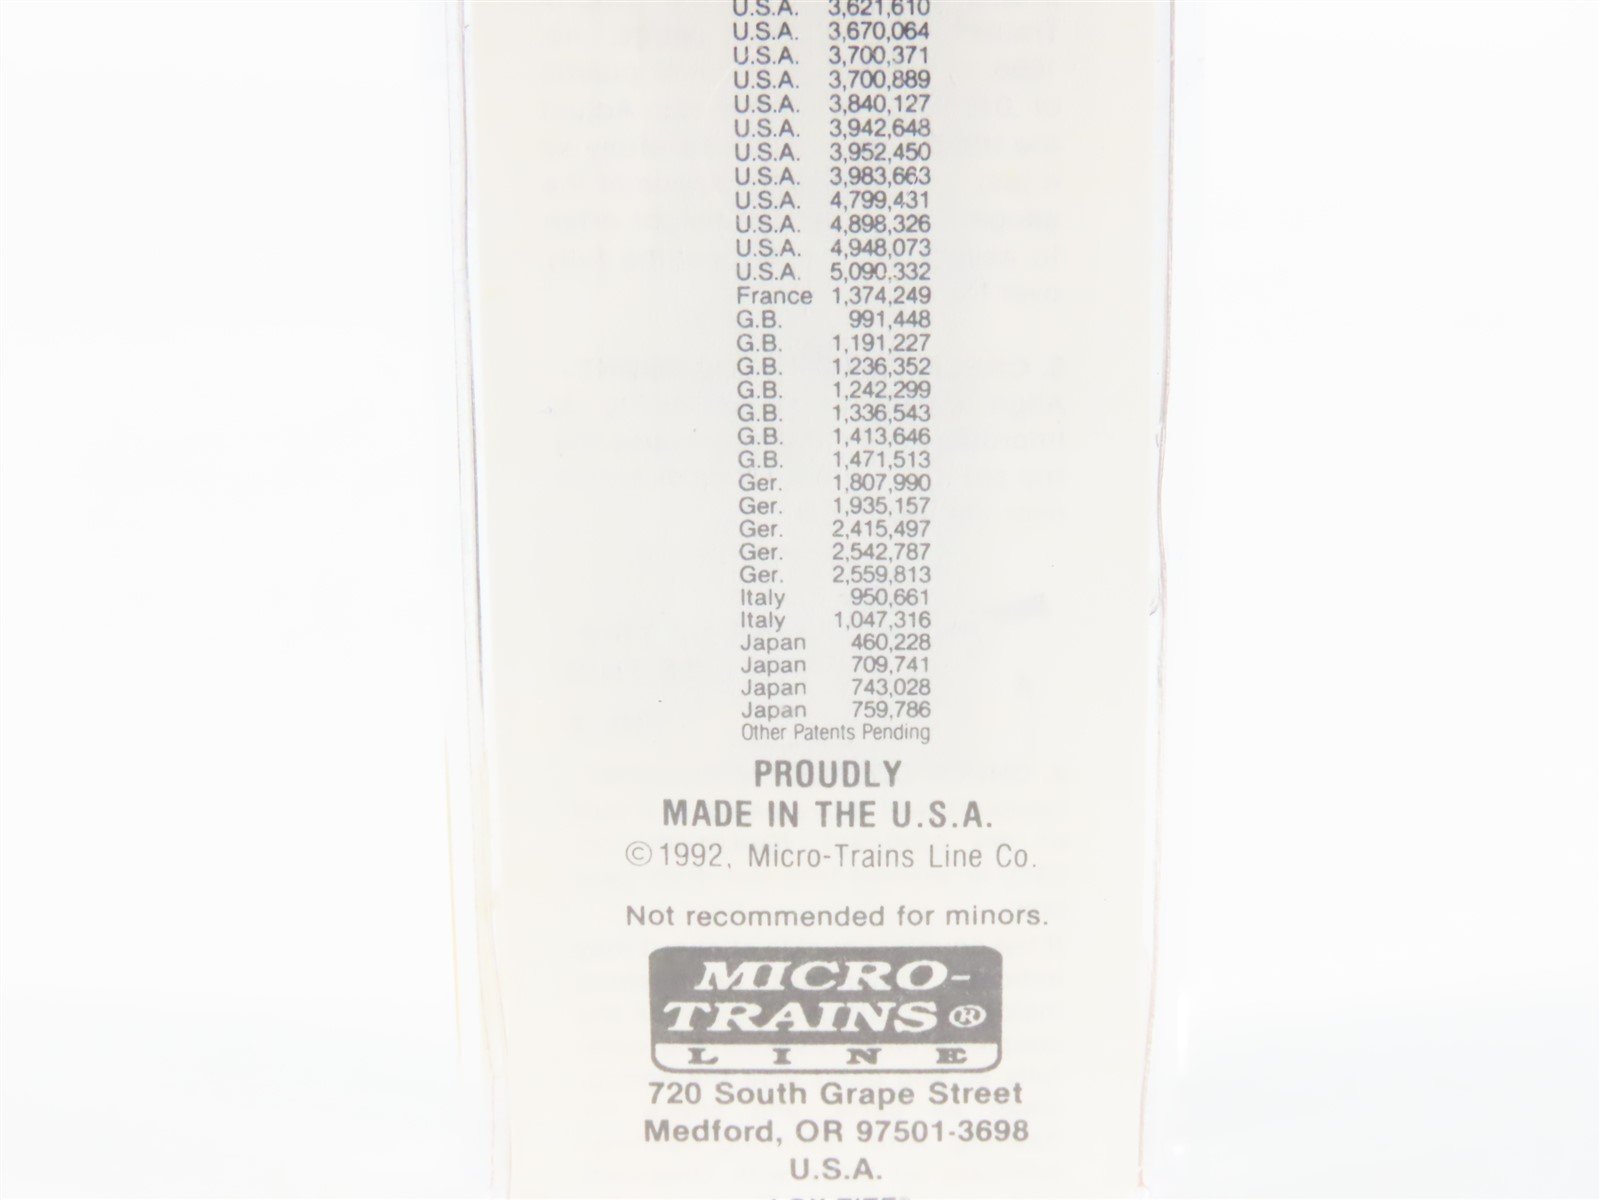 U.S.A. 3,621,610
U.S.A. 3,670,064
U.S.A. 3,700,371
U.S.A. 3,700,889
U.S.A. 3,840,127
U.S.A. 3,942,648
U.S.A. 3,952,450
U.S.A. 3,983,663
U.S.A. 4,799,431
U.S.A. 4,898,326
U.S.A. 4,948,073
U.S.A. 5,090,332
France 1,374,249
G.B. 991,448
G.B. 1,191,227
G.B. 1,236,352
G.B. 1,242,299
G.B. 1,336,543
G.B. 1,413,646
G.B. 1,471,513
Ger. 1,807,990
Ger. 1,935,157
Ger. 2,415,497
Ger. 2,542,787
Ger. 2,559,813
Italy 950,661
Italy 1,047,316
Japan 460,228
Japan 709,741
Japan 743,028
Japan 759,786
Other Patents Pending
PROUDLY
MADE IN THE U.S.A.
©1992, Micro-Trains Line Co.
Not recommended for minors.
MICRO-
TRAINS®
LINE
720 South Grape Street
Medford, OR 97501-3698
U.S.A.